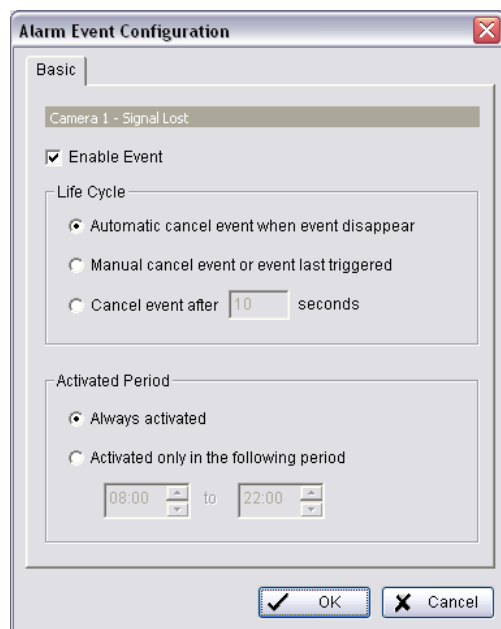 Alarm Event Configuration
Basic
Camera 1 - Signal Lost
Enable Event
Life Cycle
Automatic cancel event when event disappear
Manual cancel event or event last triggered
Cancel event after 10 seconds
Activated Period
Always activated
Activated only in the following period
08:00 to 22:00
OK Cancel